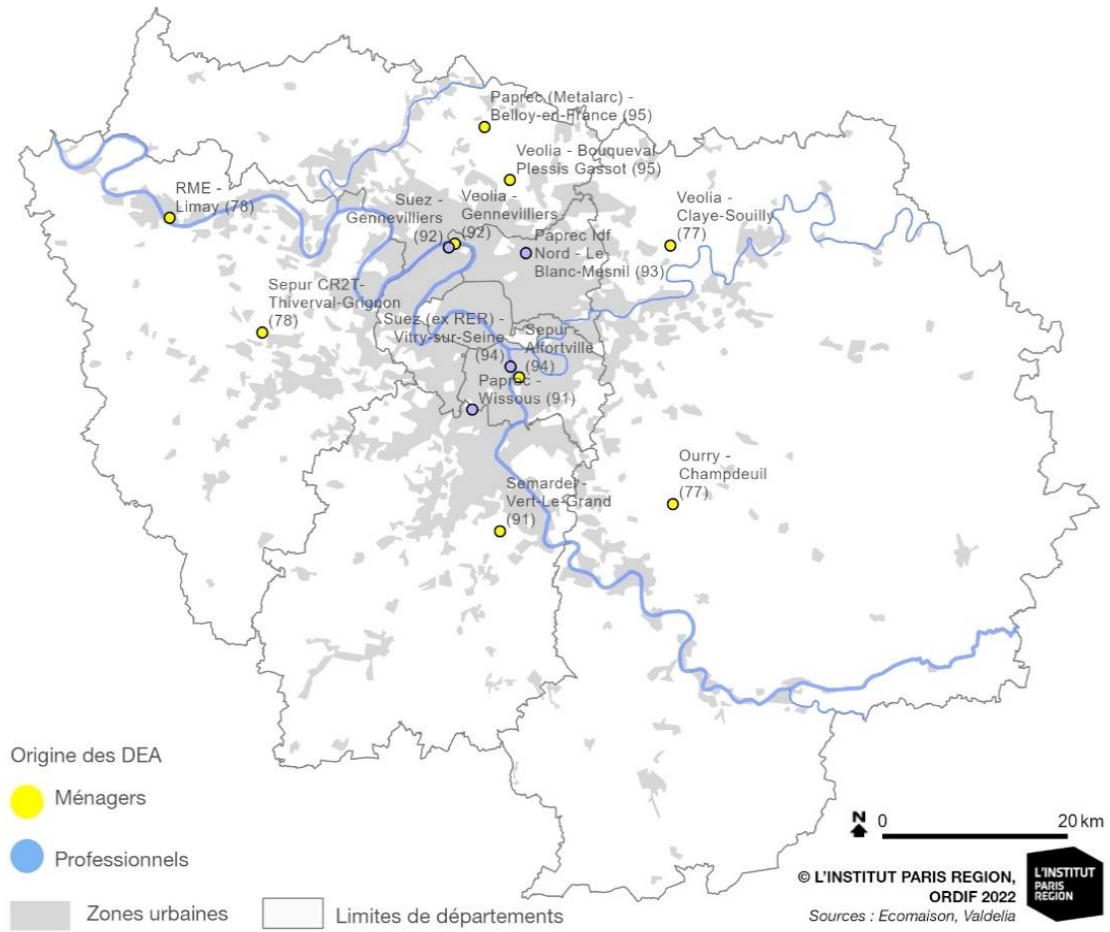 Paprec (Metalarc) -
Belloy-en-France (95)
Veolia - Bouqueval
Plessis Gassot (95)
RME -
Limay (78)
Suez -
Gennevilliers
(92)
Veolia -
Gennevilliers
(92)
Veolia -
Claye-Souilly
(77)
Paprec Idf
Nord - Le
Blanc-Mesnil (93)
Sepur CR2T-
Thiverval-Grignon
(78)
Suez (ex RER) -
Vitry-sur-Seine
(94)
Sepur -
Alfortville
(94)
Paprec -
Wissous (91)
Ourry -
Champdeuil
(77)
Semardel -
Vert-Le-Grand
(91)
Origine des DEA
Ménagers
Professionnels
Zones urbaines
Limites de départements
N 0 20 km
© L'INSTITUT PARIS REGION,
ORDIF 2022
Sources : Ecomaison, Valdelia
L'INSTITUT
PARIS
REGION